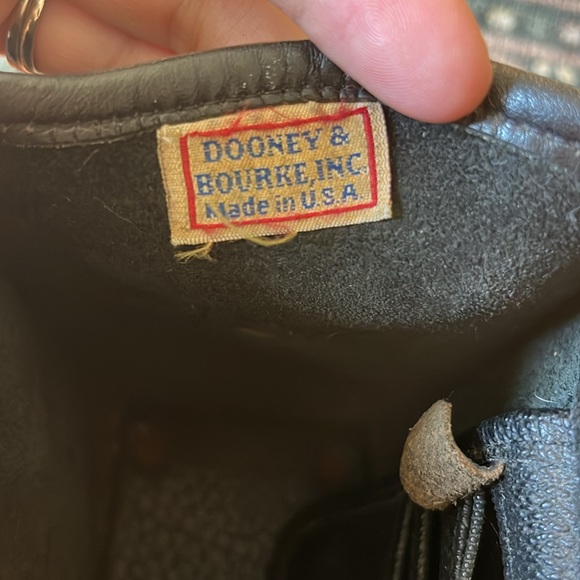 DOONEY &
BOURKE, INC.
Made in U.S.A.